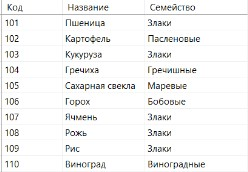 Код Название Семейство
101 Пшеница Злаки
102 Картофель Пасленовые
103 Кукуруза Злаки
104 Гречиха Гречишные
105 Сахарная свекла Маревые
106 Горох Бобовые
107 Ячмень Злаки
108 Рожь Злаки
109 Рис Злаки
110 Виноград Виноградные